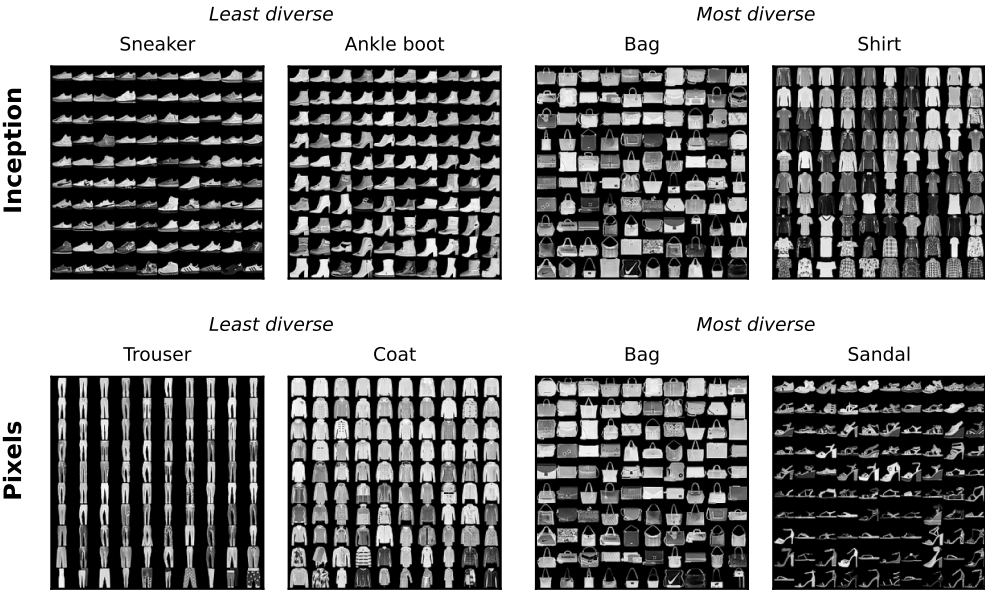 Least diverse
Most diverse
Sneaker
Ankle boot
Bag
Shirt
Inception
Least diverse
Most diverse
Trouser
Coat
Bag
Sandal
Pixels